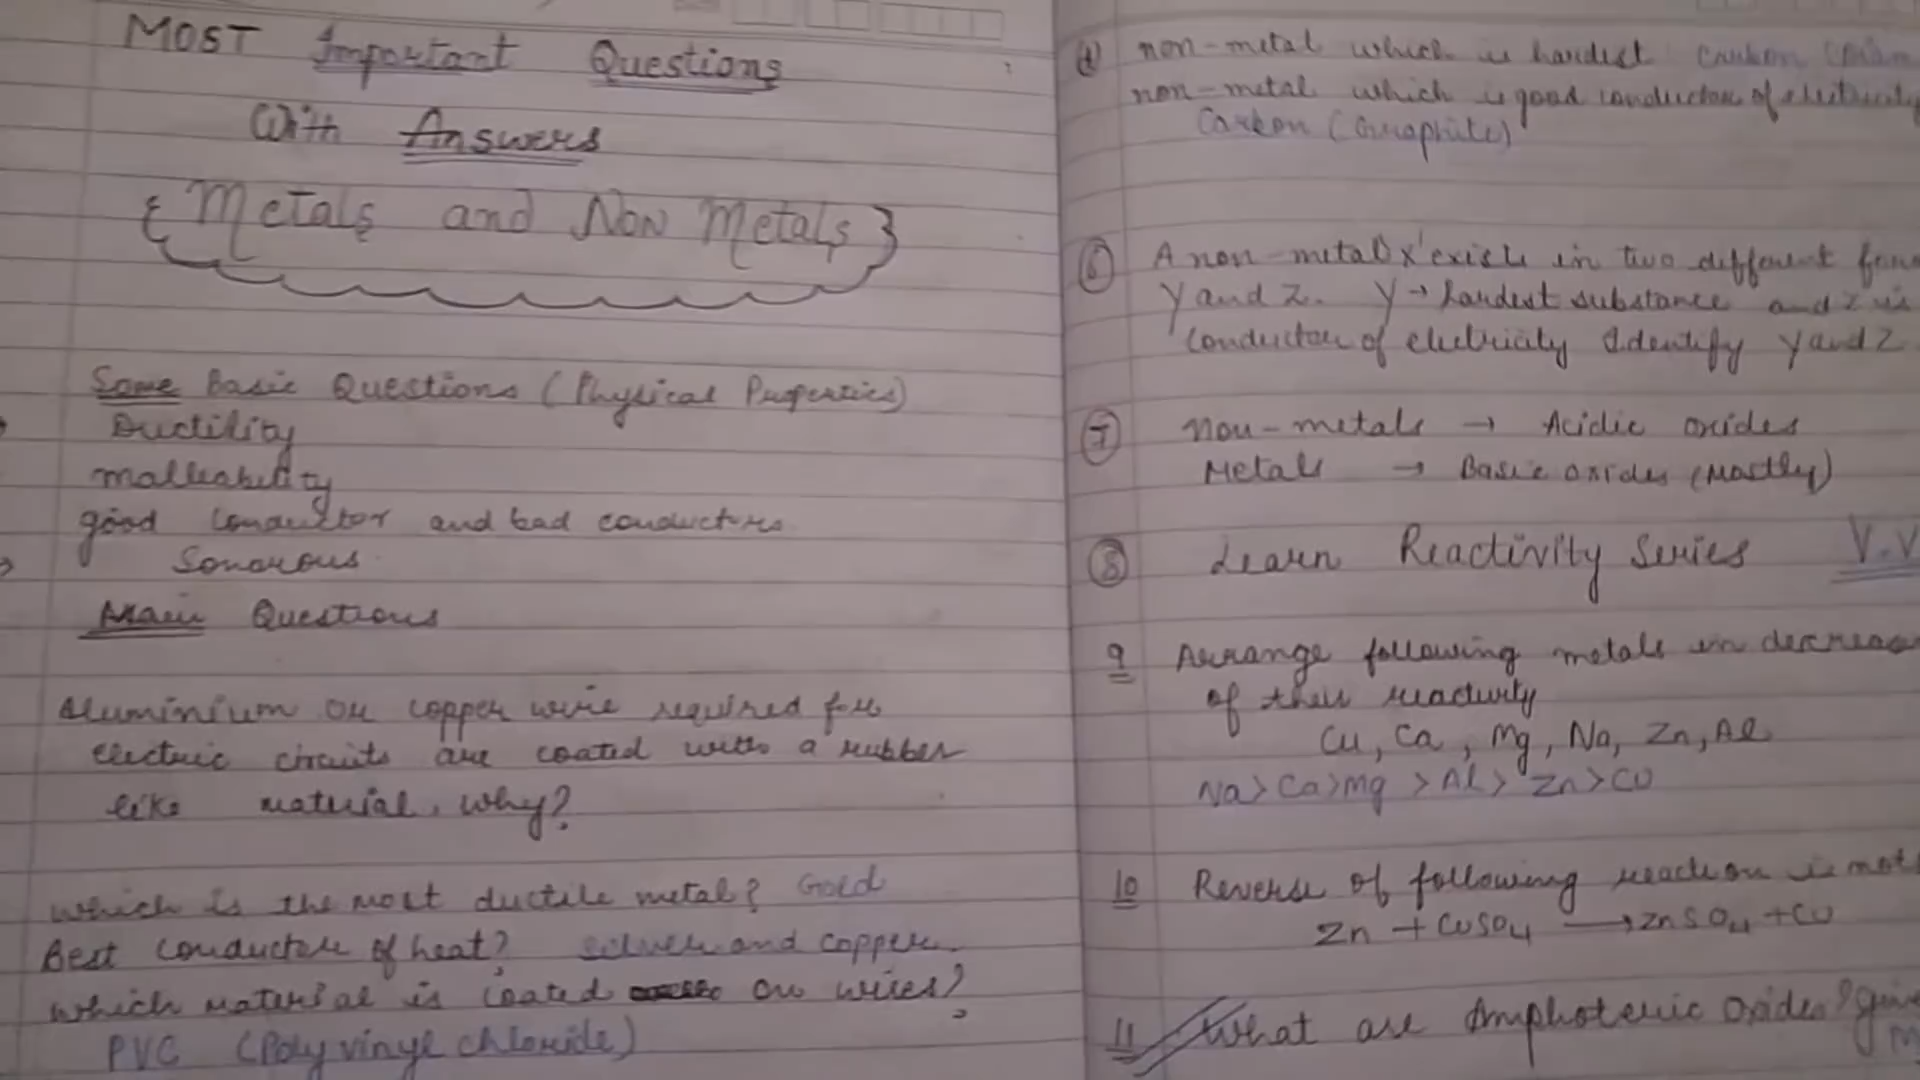 MOST Important Questions
With Answers
{Metals and Non Metals}
Some Basic Questions (Physical Properties)
Ductility
malleability
good conductor and bad conductors
Sonorous
Main Questions
Aluminium or copper wire required for
electric circuits are coated with a rubber
like material. why?
Which is the most ductile metal? Gold
Best conductor of heat? silver and copper
which material is coated on wires?
PVC (Polyvinyl chloride)
non-metal which is hardest Carbon
non-metal which is good conductor of electricity
Carbon (Graphite)
6 A non-metal 'X' exists in two different
Y and Z. Y → hardest substance and Z is
conductor of electricity Identify Y and Z
7 Non-metals → Acidic oxides
Metals → Basic oxides (Mostly)
8 Learn Reactivity Series V.V
9 Arrange following metals in decreas
of their reactivity
Cu, Ca, Mg, Na, Zn, Al
Na>Ca>Mg>Al>Zn>Cu
10 Reverse of following reaction is not
Zn + CuSO4 → ZnSO4 + Cu
11 What are Amphoteric Oxides?